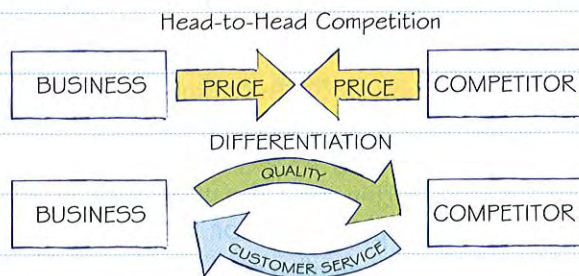 Head-to-Head Competition
BUSINESS PRICE PRICE COMPETITOR
DIFFERENTIATION
QUALITY
BUSINESS COMPETITOR
CUSTOMER SERVICE